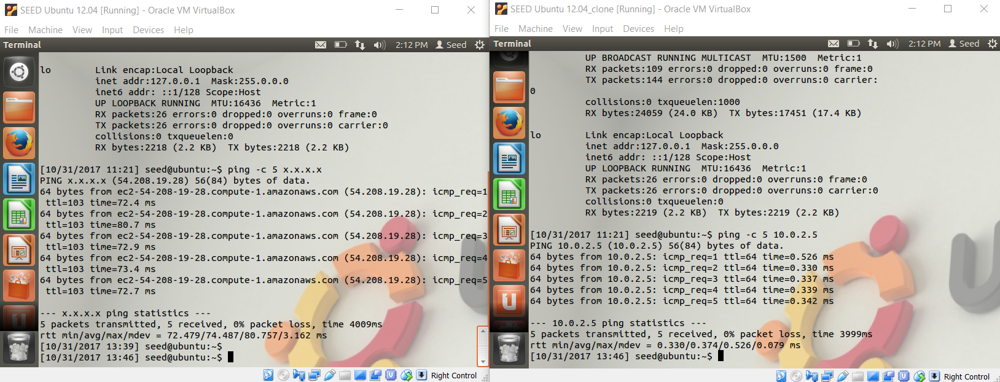 SEED Ubuntu 12.04 [Running] - Oracle VM VirtualBox
File Machine View Input Devices Help
Terminal 2:12 PM Seed
lo Link encap:Local Loopback
inet addr:127.0.0.1 Mask:255.0.0.0
inet6 addr: ::1/128 Scope:Host
UP LOOPBACK RUNNING MTU:16436 Metric:1
RX packets:26 errors:0 dropped:0 overruns:0 frame:0
TX packets:26 errors:0 dropped:0 overruns:0 carrier:0
collisions:0 txqueuelen:0
RX bytes:2218 (2.2 KB) TX bytes:2218 (2.2 KB)
[10/31/2017 11:21] seed@ubuntu:~$ ping -c 5 x.x.x.x
PING x.x.x.x (54.208.19.28) 56(84) bytes of data.
64 bytes from ec2-54-208-19-28.compute-1.amazonaws.com (54.208.19.28): icmp_req=1
ttl=103 time=72.4 ms
64 bytes from ec2-54-208-19-28.compute-1.amazonaws.com (54.208.19.28): icmp_req=2
ttl=103 time=80.7 ms
64 bytes from ec2-54-208-19-28.compute-1.amazonaws.com (54.208.19.28): icmp_req=3
ttl=103 time=72.9 ms
64 bytes from ec2-54-208-19-28.compute-1.amazonaws.com (54.208.19.28): icmp_req=4
ttl=103 time=73.4 ms
64 bytes from ec2-54-208-19-28.compute-1.amazonaws.com (54.208.19.28): icmp_req=5
ttl=103 time=72.7 ms
--- x.x.x.x ping statistics ---
5 packets transmitted, 5 received, 0% packet loss, time 4009ms
rtt min/avg/max/mdev = 72.479/74.487/80.757/3.162 ms
[10/31/2017 13:39] seed@ubuntu:~$
[10/31/2017 13:46] seed@ubuntu:~$
Right Control
SEED Ubuntu 12.04_clone [Running] - Oracle VM VirtualBox
File Machine View Input Devices Help
Terminal 2:12 PM Seed
UP BROADCAST RUNNING MULTICAST MTU:1500 Metric:1
RX packets:109 errors:0 dropped:0 overruns:0 frame:0
TX packets:144 errors:0 dropped:0 overruns:0 carrier:
0
collisions:0 txqueuelen:1000
RX bytes:24059 (24.0 KB) TX bytes:17451 (17.4 KB)
lo Link encap:Local Loopback
inet addr:127.0.0.1 Mask:255.0.0.0
inet6 addr: ::1/128 Scope:Host
UP LOOPBACK RUNNING MTU:16436 Metric:1
RX packets:26 errors:0 dropped:0 overruns:0 frame:0
TX packets:26 errors:0 dropped:0 overruns:0 carrier:0
collisions:0 txqueuelen:0
RX bytes:2219 (2.2 KB) TX bytes:2219 (2.2 KB)
[10/31/2017 11:21] seed@ubuntu:~$ ping -c 5 10.0.2.5
PING 10.0.2.5 (10.0.2.5) 56(84) bytes of data.
64 bytes from 10.0.2.5: icmp_req=1 ttl=64 time=0.526 ms
64 bytes from 10.0.2.5: icmp_req=2 ttl=64 time=0.330 ms
64 bytes from 10.0.2.5: icmp_req=3 ttl=64 time=0.337 ms
64 bytes from 10.0.2.5: icmp_req=4 ttl=64 time=0.339 ms
64 bytes from 10.0.2.5: icmp_req=5 ttl=64 time=0.342 ms
--- 10.0.2.5 ping statistics ---
5 packets transmitted, 5 received, 0% packet loss, time 3999ms
rtt min/avg/max/mdev = 0.330/0.374/0.526/0.079 ms
[10/31/2017 13:46] seed@ubuntu:~$
Right Control